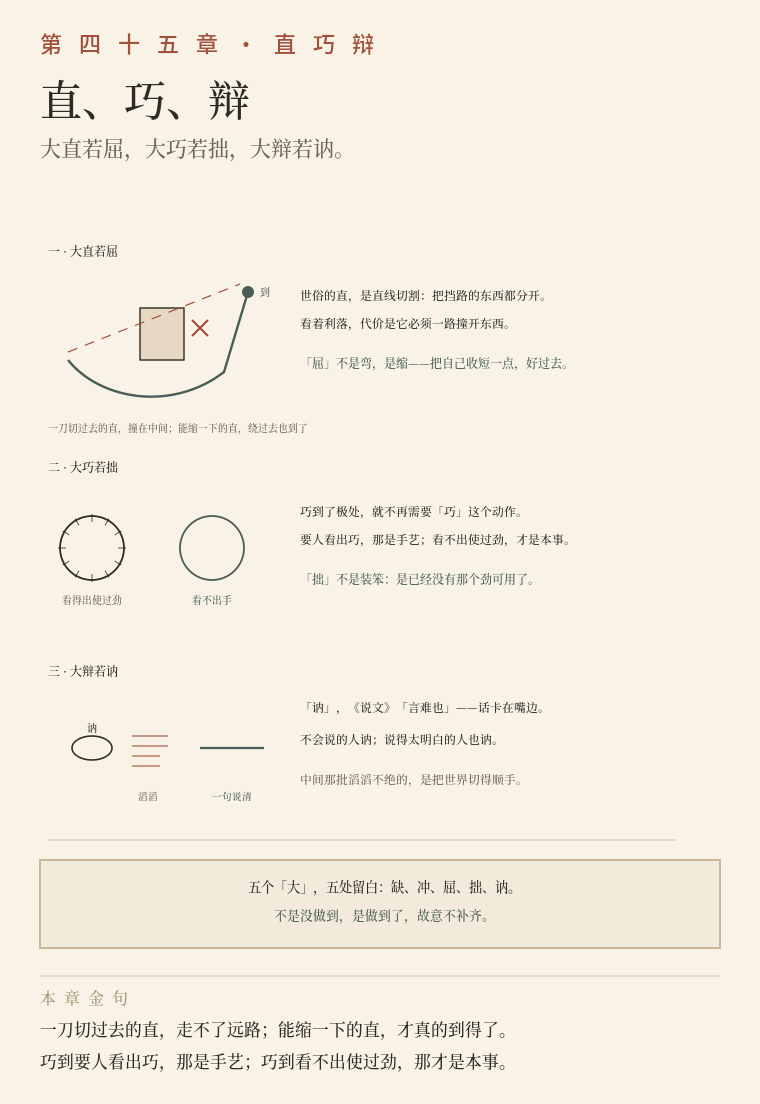 第四十五章·直巧辩
直、巧、辩
大直若屈，大巧若拙，大辩若讷。
一 · 大直若屈
到
世俗的直，是直线切割：把挡路的东西都分开。
看着利落，代价是它必须一路撞开东西。
「屈」不是弯，是缩——把自己收短一点，好过去。
一刀切过去的直，撞在中间；能缩一下的直，绕过去也到了
二 · 大巧若拙
巧到了极处，就不再需要「巧」这个动作。
要人看出巧，那是手艺；看不出使过劲，才是本事。
「拙」不是装笨：是已经没有那个劲可用了。
看得出使过劲
看不出手
三 · 大辩若讷
「讷」，《说文》「言难也」——话卡在嘴边。
讷
不会说的人讷；说得太明白的人也讷。
中间那批滔滔不绝的，是把世界切得顺手。
滔滔
一句说清
五个「大」，五处留白：缺、冲、屈、拙、讷。
不是没做到，是做到了，故意不补齐。
本章金句
一刀切过去的直，走不了远路；能缩一下的直，才真的到得了。
巧到要人看出巧，那是手艺；巧到看不出使过劲，那才是本事。